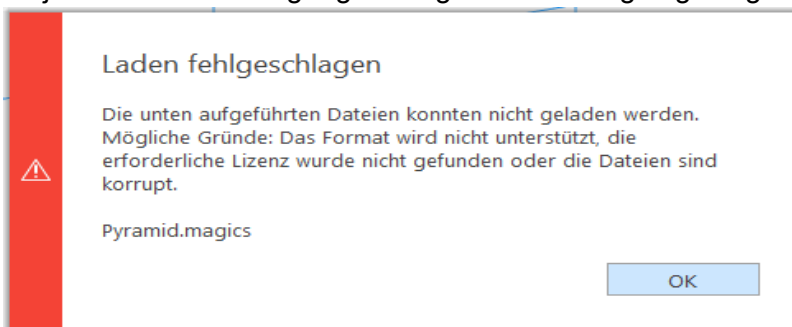 Laden fehlgeschlagen
Die unten aufgeführten Dateien konnten nicht geladen werden.
Mögliche Gründe: Das Format wird nicht unterstützt, die
erforderliche Lizenz wurde nicht gefunden oder die Dateien sind
korrupt.
Pyramid.magics
OK